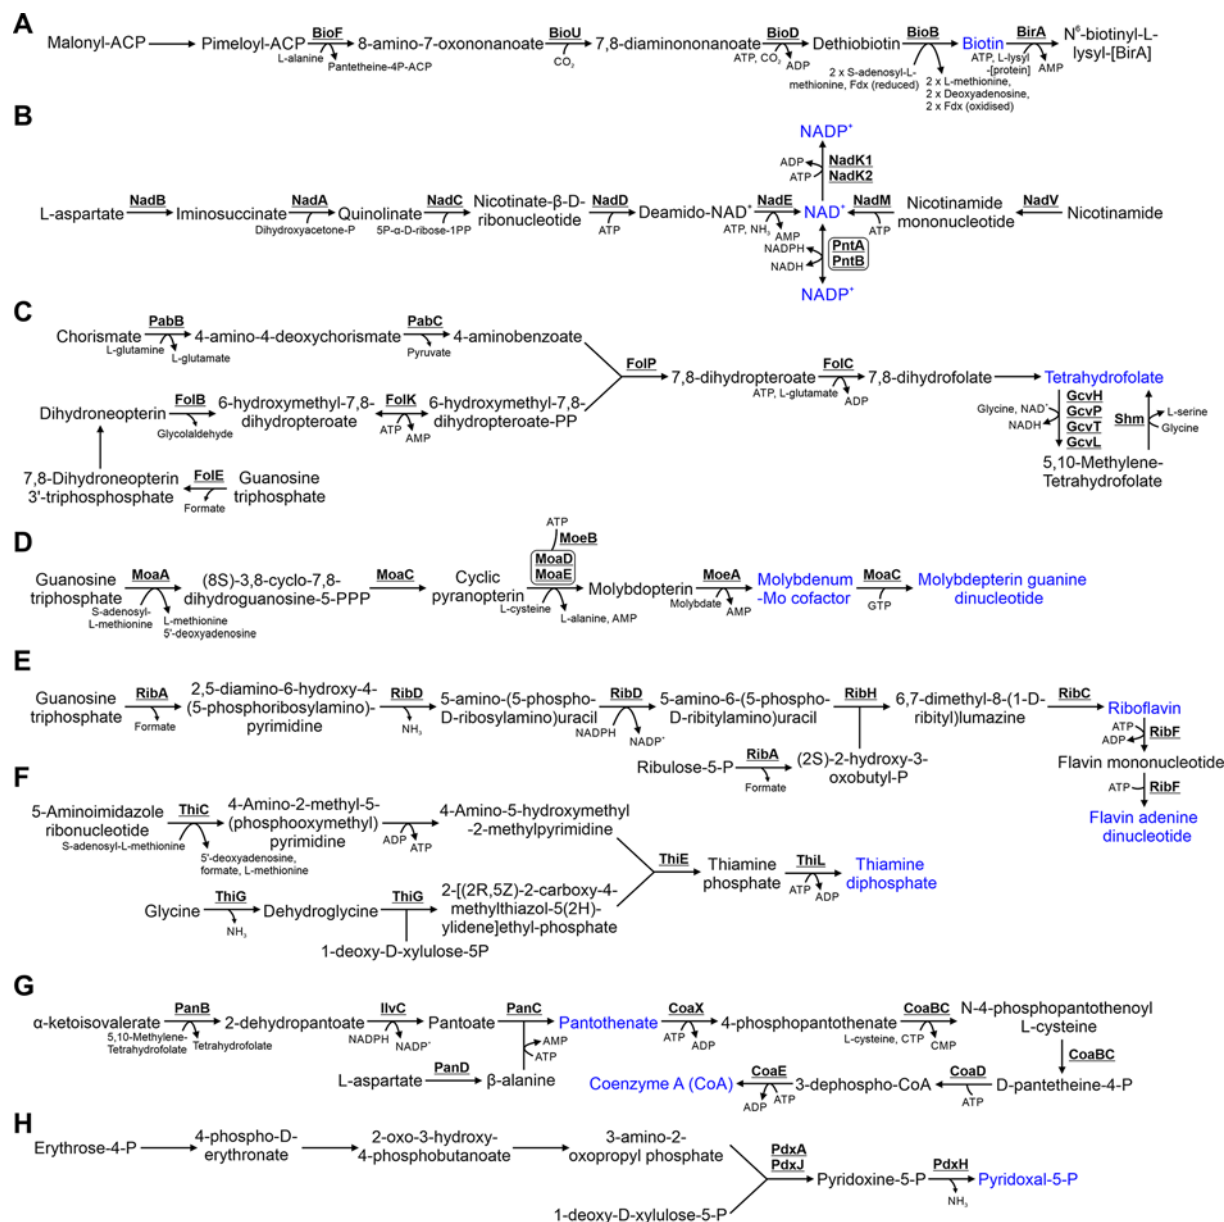 A
Malonyl-ACP
Pimeloyl-ACP
BioF
L-alanine
Pantetheine-4P-ACP
8-amino-7-oxononanoate
BioU
CO₂
7,8-diaminononanoate
BioD
ATP, CO₂
ADP
Dethiobiotin
BioB
2 x S-adenosyl-L-
methionine, Fdx (reduced)
2 x L-methionine,
2 x Deoxyadenosine,
2 x Fdx (oxidised)
Biotin
BirA
ATP, L-lysyl
-[protein]
AMP
N⁶-biotinyl-L-
lysyl-[BirA]
B
L-aspartate
NadB
Iminosuccinate
NadA
Dihydroxyacetone-P
Quinolinate
NadC
5P-α-D-ribose-1PP
Nicotinate-β-D-
ribonucleotide
NadD
ATP
Deamido-NAD⁺
NadE
ATP, NH₃
AMP
NAD⁺
NADP⁺
ADP
ATP
NadK1
NadK2
NadM
ATP
Nicotinamide
mononucleotide
NadV
Nicotinamide
NADPH
NADH
PntA
PntB
NADP⁺
C
Chorismate
PabB
L-glutamine
L-glutamate
4-amino-4-deoxychorismate
PabC
Pyruvate
4-aminobenzoate
FolP
7,8-dihydropteroate
FolC
ATP, L-glutamate
ADP
7,8-dihydrofolate
Tetrahydrofolate
Dihydroneopterin
FolB
Glycolaldehyde
6-hydroxymethyl-7,8-
dihydropteroate
FolK
ATP
AMP
6-hydroxymethyl-7,8-
dihydropteroate-PP
Glycine, NAD⁺
NADH
GcvH
GcvP
GcvT
GcvL
Shm
L-serine
Glycine
5,10-Methylene-
Tetrahydrofolate
7,8-Dihydroneopterin
3'-triphosphosphate
FolE
Formate
Guanosine
triphosphate
D
Guanosine
triphosphate
MoaA
S-adenosyl-
L-methionine
L-methionine
5'-deoxyadenosine
(8S)-3,8-cyclo-7,8-
dihydroguanosine-5-PPP
MoaC
Cyclic
pyranopterin
ATP
MoeB
MoaD
MoaE
L-cysteine
L-alanine, AMP
Molybdopterin
MoeA
Molybdate
AMP
Molybdenum
-Mo cofactor
MoaC
GTP
Molybdepterin guanine
dinucleotide
E
Guanosine
triphosphate
RibA
Formate
2,5-diamino-6-hydroxy-4-
(5-phosphoribosylamino)-
pyrimidine
RibD
NH₃
5-amino-(5-phospho-
D-ribosylamino)uracil
RibD
NADPH
NADP⁺
5-amino-6-(5-phospho-
D-ribitylamino)uracil
RibH
6,7-dimethyl-8-(1-D-
ribityl)lumazine
RibC
Riboflavin
Ribulose-5-P
RibA
Formate
(2S)-2-hydroxy-3-
oxobutyl-P
ATP
ADP
RibF
Flavin mononucleotide
ATP
RibF
Flavin adenine
dinucleotide
F
5-Aminoimidazole
ribonucleotide
ThiC
S-adenosyl-L-methionine
5'-deoxyadenosine,
formate, L-methionine
4-Amino-2-methyl-5-
(phosphooxymethyl)
pyrimidine
ADP
ATP
4-Amino-5-hydroxymethyl
-2-methylpyrimidine
ThiE
Thiamine
phosphate
ThiL
ATP
ADP
Thiamine
diphosphate
Glycine
ThiG
NH₃
Dehydroglycine
ThiG
2-[(2R,5Z)-2-carboxy-4-
methylthiazol-5(2H)-
ylidene]ethyl-phosphate
1-deoxy-D-xylulose-5P
G
α-ketoisovalerate
PanB
5,10-Methylene-
Tetrahydrofolate
Tetrahydrofolate
2-dehydropantoate
IlvC
NADPH
NADP⁺
Pantoate
PanC
AMP
ATP
Pantothenate
CoaX
ATP
ADP
4-phosphopantothenate
CoaBC
L-cysteine, CTP
CMP
N-4-phosphopantothenoyl
L-cysteine
CoaBC
L-aspartate
PanD
β-alanine
Coenzyme A (CoA)
CoaE
ADP
ATP
3-dephospho-CoA
CoaD
ATP
D-pantetheine-4-P
H
Erythrose-4-P
4-phospho-D-
erythronate
2-oxo-3-hydroxy-
4-phosphobutanoate
3-amino-2-
oxopropyl phosphate
PdxA
PdxJ
Pyridoxine-5-P
PdxH
NH₃
Pyridoxal-5-P
1-deoxy-D-xylulose-5-P